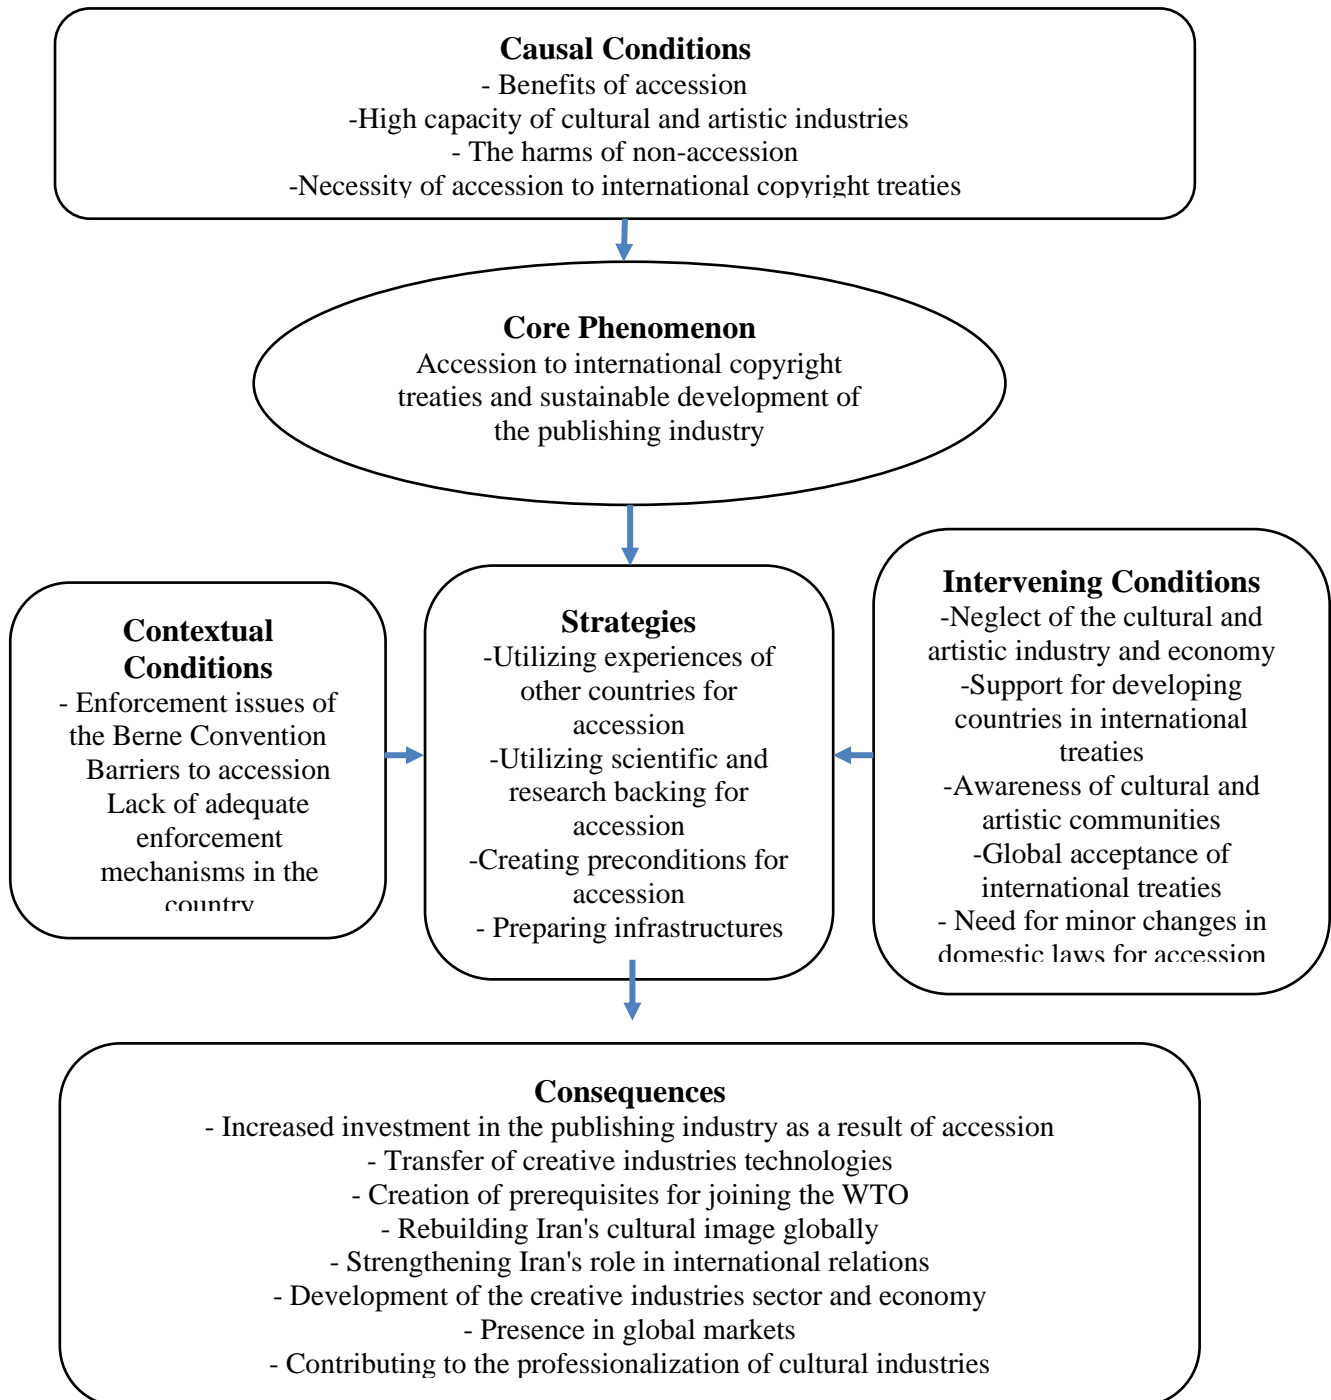 Causal Conditions
- Benefits of accession
-High capacity of cultural and artistic industries
- The harms of non-accession
-Necessity of accession to international copyright treaties
Core Phenomenon
Accession to international copyright
treaties and sustainable development of
the publishing industry
Contextual
Conditions
- Enforcement issues of
the Berne Convention
Barriers to accession
Lack of adequate
enforcement
mechanisms in the
country
Strategies
-Utilizing experiences of
other countries for
accession
-Utilizing scientific and
research backing for
accession
-Creating preconditions for
accession
- Preparing infrastructures
Intervening Conditions
-Neglect of the cultural and
artistic industry and economy
-Support for developing
countries in international
treaties
-Awareness of cultural and
artistic communities
-Global acceptance of
international treaties
- Need for minor changes in
domestic laws for accession
Consequences
- Increased investment in the publishing industry as a result of accession
- Transfer of creative industries technologies
- Creation of prerequisites for joining the WTO
- Rebuilding Iran's cultural image globally
- Strengthening Iran's role in international relations
- Development of the creative industries sector and economy
- Presence in global markets
- Contributing to the professionalization of cultural industries